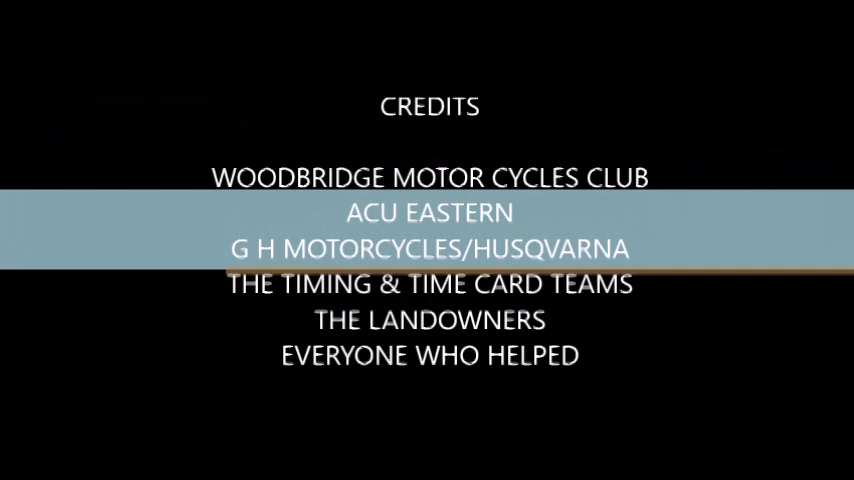 CREDITS
WOODBRIDGE MOTOR CYCLES CLUB
ACU EASTERN
G H MOTORCYCLES/HUSQVARNA
THE TIMING & TIME CARD TEAMS
THE LANDOWNERS
EVERYONE WHO HELPED